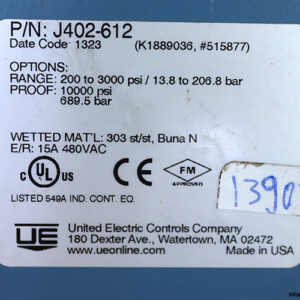 P/N: J402-612
Date Code 1323 (K1889036, #515877)
OPTIONS:
RANGE: 200 to 3000 psi / 13.8 to 206.8 bar
PROOF: 10000 psi
689.5 bar
WETTED MAT'L: 303 st/st, Buna N
E/R: 15A 480VAC
CE
c UL us
LISTED 549A IND. CONT. EQ.
FM
APPROVED
1390
UE
United Electric Controls Company
180 Dexter Ave., Watertown, MA 02472
www.ueonline.com Made in USA